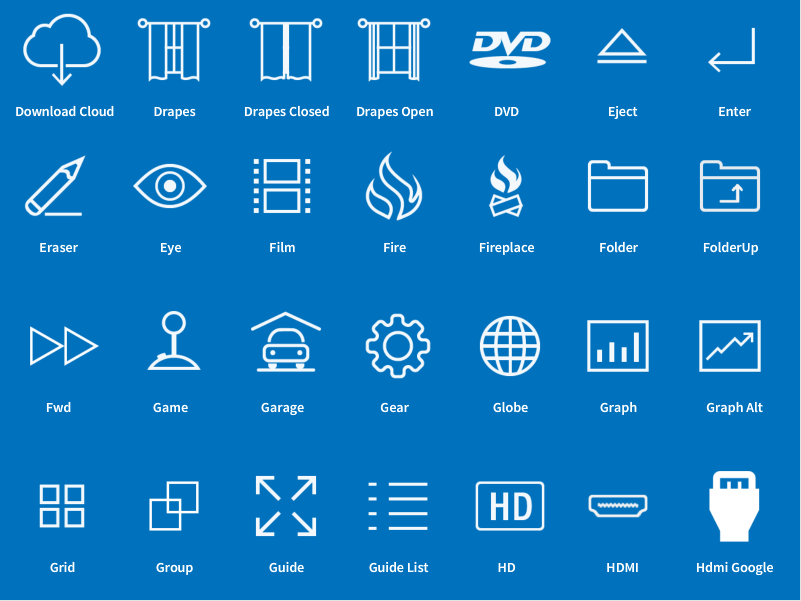 DVD
Download Cloud
Drapes
Drapes Closed
Drapes Open
DVD
Eject
Enter
Eraser
Eye
Film
Fire
Fireplace
Folder
FolderUp
Fwd
Game
Garage
Gear
Globe
Graph
Graph Alt
HD
Grid
Group
Guide
Guide List
HD
HDMI
Hdmi Google